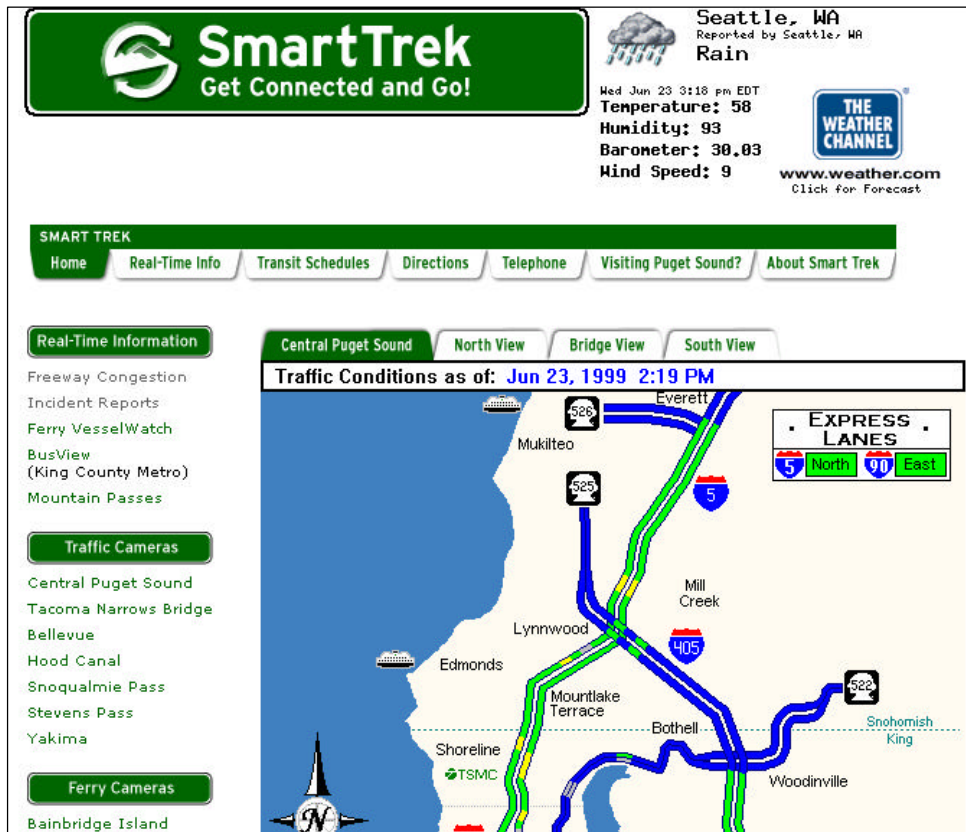 SmartTrek
Get Connected and Go!
Seattle, WA
Reported by Seattle, WA
Rain
Wed Jun 23 3:18 pm EDT
Temperature: 58
Humidity: 93
Barometer: 30.03
Wind Speed: 9
THE
WEATHER
CHANNEL
®
www.weather.com
Click for Forecast
SMART TREK
Home
Real-Time Info
Transit Schedules
Directions
Telephone
Visiting Puget Sound?
About Smart Trek
Real-Time Information
Freeway Congestion
Incident Reports
Ferry VesselWatch
BusView
(King County Metro)
Mountain Passes
Traffic Cameras
Central Puget Sound
Tacoma Narrows Bridge
Bellevue
Hood Canal
Snoqualmie Pass
Stevens Pass
Yakima
Ferry Cameras
Bainbridge Island
Central Puget Sound
North View
Bridge View
South View
Traffic Conditions as of: Jun 23, 1999 2:19 PM
Everett
526
Mukilteo
. EXPRESS .
LANES
5 North 90 East
525
5
Mill
Creek
Lynnwood
405
Edmonds
522
Mountlake
Terrace
Bothell
Snohomish
King
Shoreline
TSMC
Woodinville
N